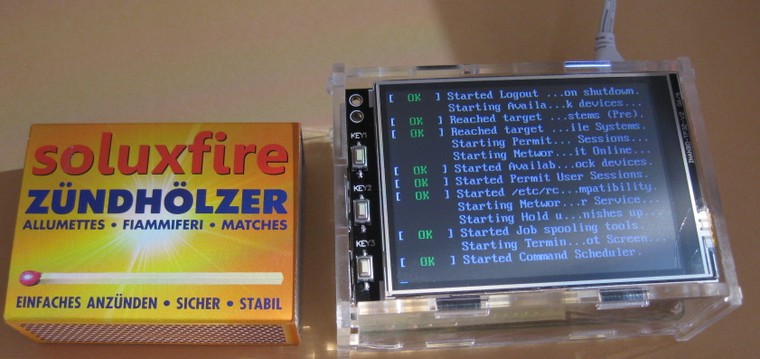 soluxfire
ZÜNDHÖLZER
ALLUMETTES • FIAMMIFERI • MATCHES
EINFACHES ANZÜNDEN • SICHER • STABIL
KEY1
KEY2
KEY3
[ OK ] Started Logout ...on shutdown.
Starting Availa...k devices...
[ OK ] Reached target ...stems (Pre).
[ OK ] Reached target ...ile Systems.
Starting Permit... Sessions...
Starting Networ...it Online...
[ OK ] Started Availab...ock devices.
[ OK ] Started Permit User Sessions.
[ OK ] Started /etc/rc...mpatibility.
Starting Networ...r Service...
Starting Hold u...nishes up...
[ OK ] Started Job spooling tools.
Starting Termin...ot Screen...
[ OK ] Started Command Scheduler.